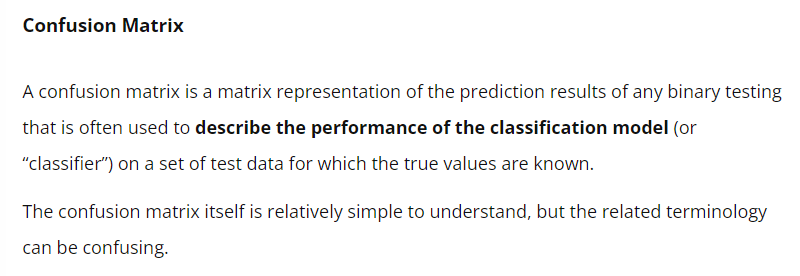 Confusion Matrix
A confusion matrix is a matrix representation of the prediction results of any binary testing
that is often used to describe the performance of the classification model (or
“classifier”) on a set of test data for which the true values are known.
The confusion matrix itself is relatively simple to understand, but the related terminology
can be confusing.